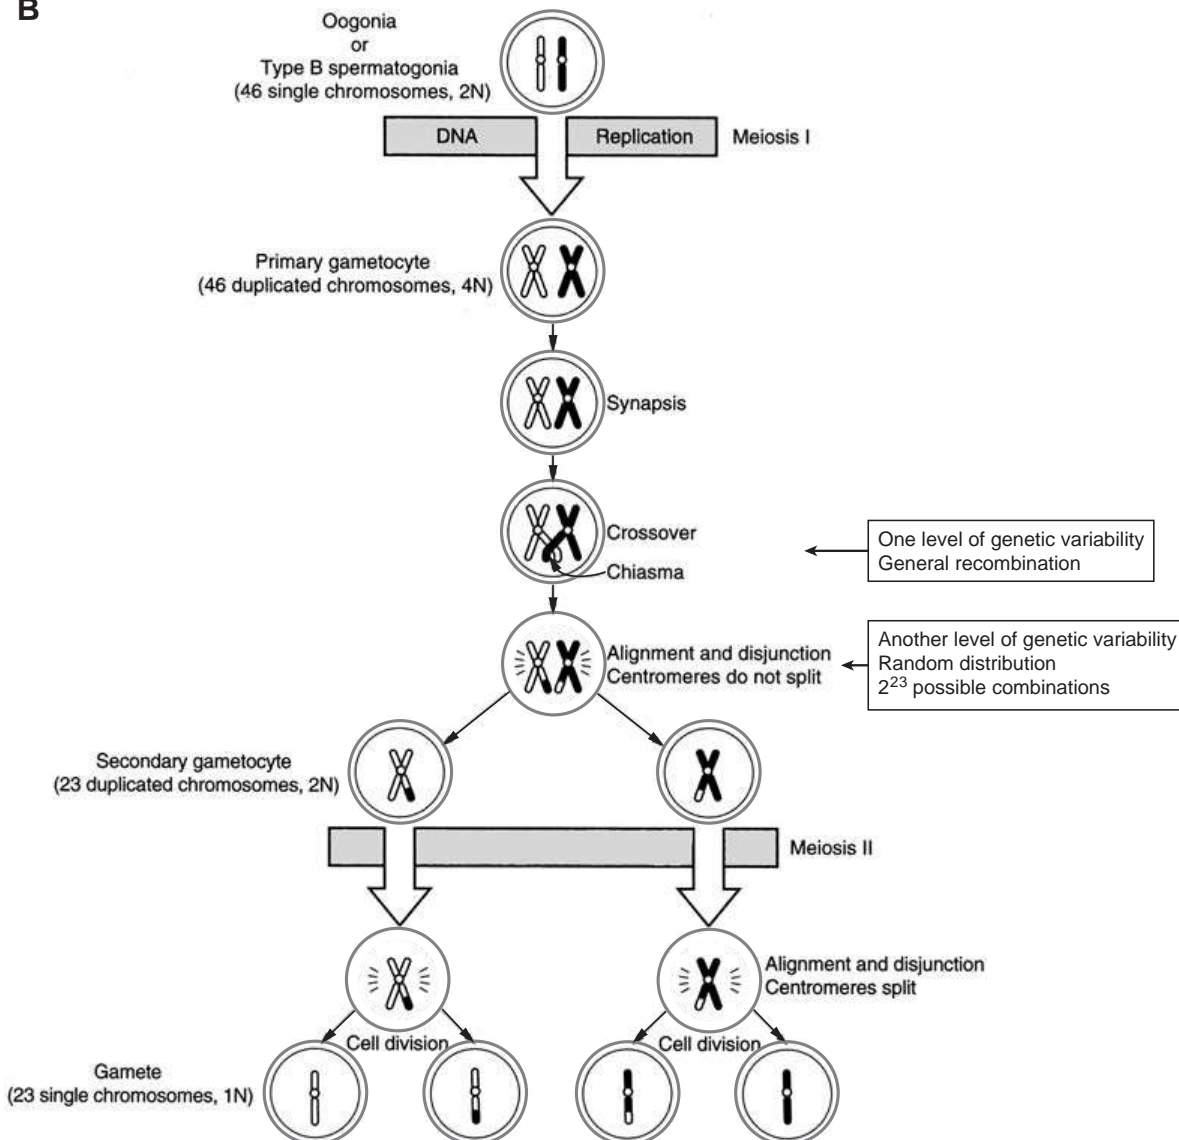 B
Oogonia
or
Type B spermatogonia
(46 single chromosomes, 2N)
DNA
Replication
Meiosis I
Primary gametocyte
(46 duplicated chromosomes, 4N)
Synapsis
Crossover
Chiasma
One level of genetic variability
General recombination
Alignment and disjunction
Centromeres do not split
Another level of genetic variability
Random distribution
2²³ possible combinations
Secondary gametocyte
(23 duplicated chromosomes, 2N)
Meiosis II
Alignment and disjunction
Centromeres split
Cell division
Cell division
Gamete
(23 single chromosomes, 1N)